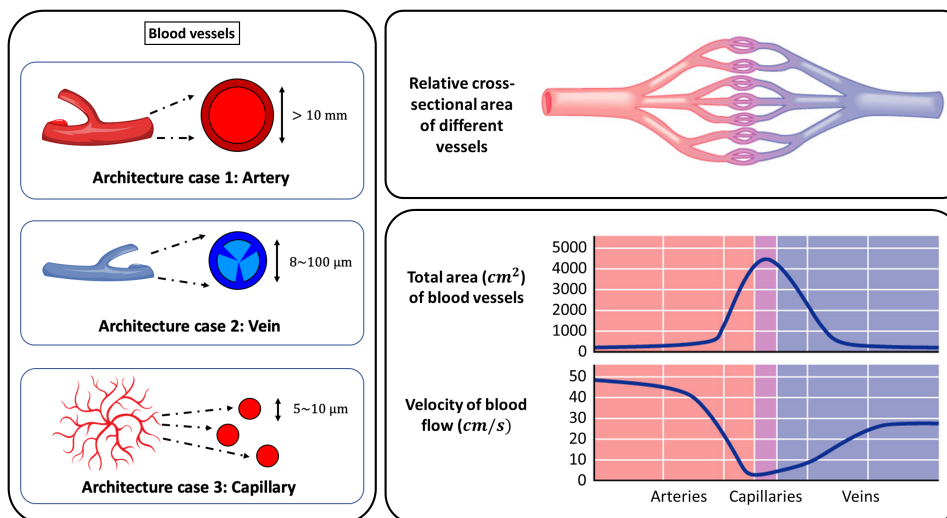 Blood vessels
> 10 mm
Architecture case 1: Artery
8~100 μm
Architecture case 2: Vein
5~10 μm
Architecture case 3: Capillary
Relative cross-
sectional area
of different
vessels
Total area (cm²)
of blood vessels
5000
4000
3000
2000
1000
0
Velocity of blood
flow (cm/s)
50
40
30
20
10
0
Arteries Capillaries Veins